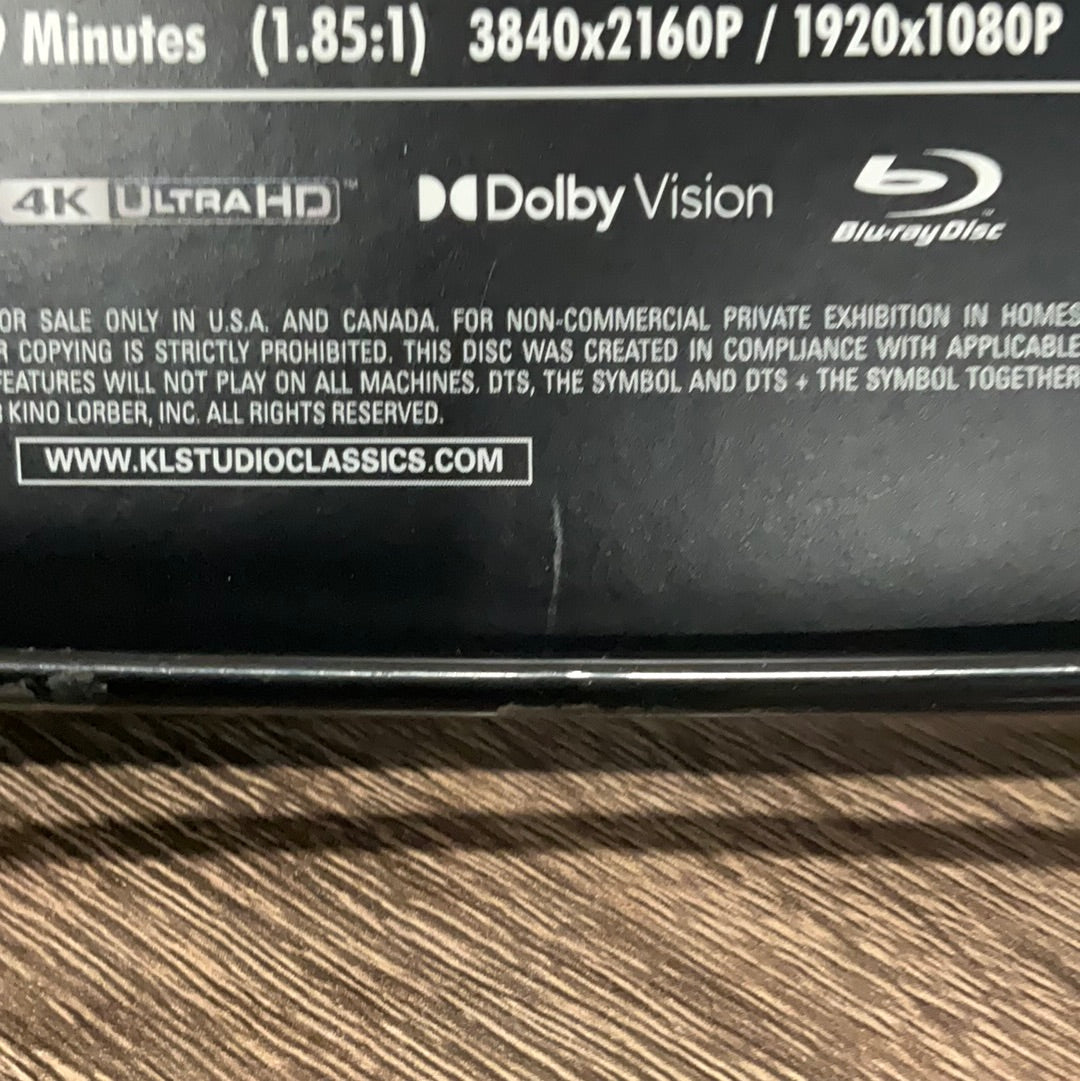 Minutes (1.85:1) 3840x2160P / 1920x1080P
4K ULTRA HD™ Dolby Vision Blu-ray Disc™
OR SALE ONLY IN U.S.A. AND CANADA. FOR NON-COMMERCIAL PRIVATE EXHIBITION IN HOMES
R COPYING IS STRICTLY PROHIBITED. THIS DISC WAS CREATED IN COMPLIANCE WITH APPLICABLE
FEATURES WILL NOT PLAY ON ALL MACHINES. DTS, THE SYMBOL AND DTS + THE SYMBOL TOGETHER
KINO LORBER, INC. ALL RIGHTS RESERVED.
WWW.KLSTUDIOCLASSICS.COM